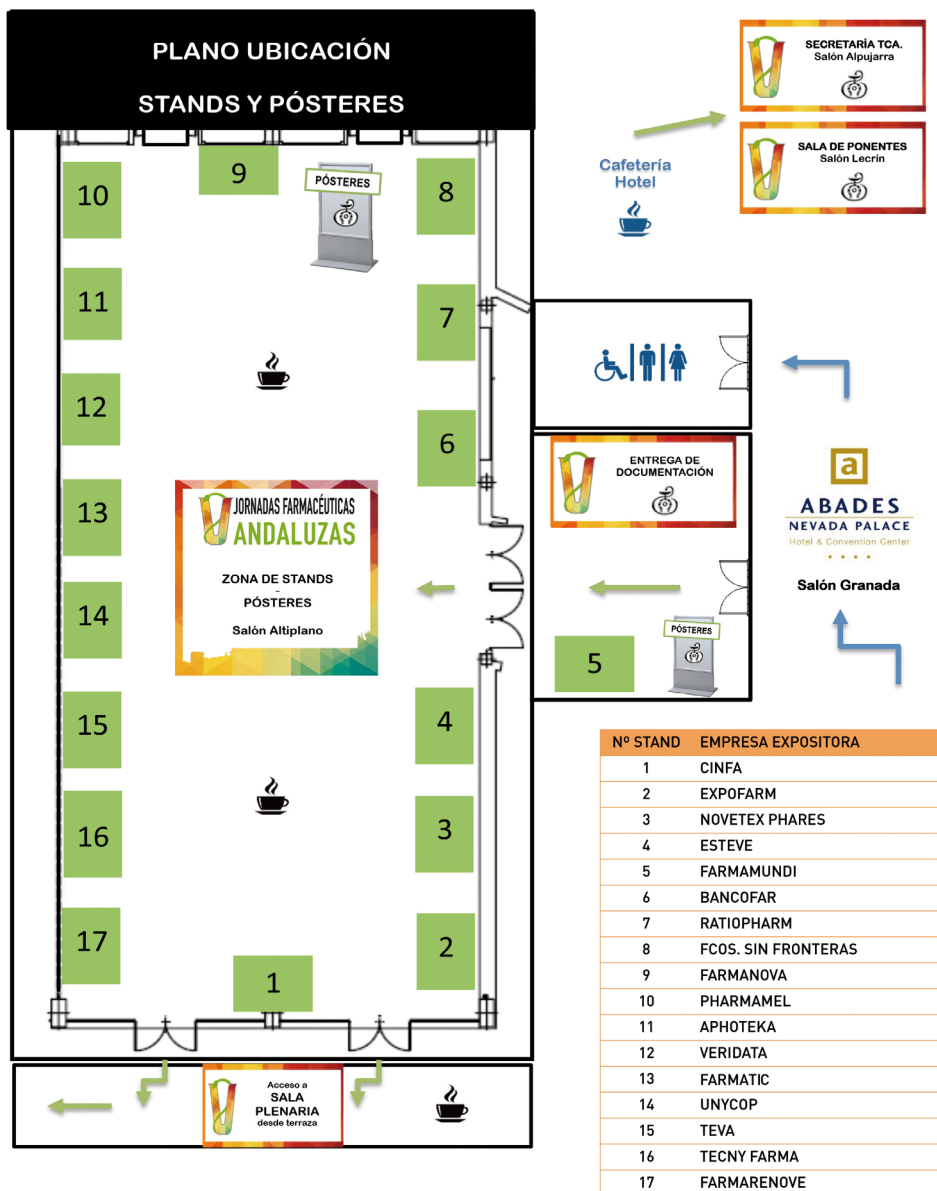 PLANO UBICACIÓN
STANDS Y PÓSTERES
SECRETARÍA TCA.
Salón Alpujarra
SALA DE PONENTES
Salón Lecrín
Cafetería
Hotel
10
9
PÓSTERES
8
11
7
12
6
13
14
JORNADAS FARMACÉUTICAS
ANDALUZAS
ZONA DE STANDS
-
PÓSTERES
Salón Altiplano
ENTREGA DE
DOCUMENTACIÓN
a
ABADES
NEVADA PALACE
Hotel & Convention Center
Salón Granada
PÓSTERES
5
15
4
16
3
17
2
1
Acceso a
SALA
PLENARIA
desde terraza
Nº STAND EMPRESA EXPOSITORA
1 CINFA
2 EXPOFARM
3 NOVETEX PHARES
4 ESTEVE
5 FARMAMUNDI
6 BANCOFAR
7 RATIOPHARM
8 FCOS. SIN FRONTERAS
9 FARMANOVA
10 PHARMAMEL
11 APHOTEKA
12 VERIDATA
13 FARMATIC
14 UNYCOP
15 TEVA
16 TECNY FARMA
17 FARMARENOVE